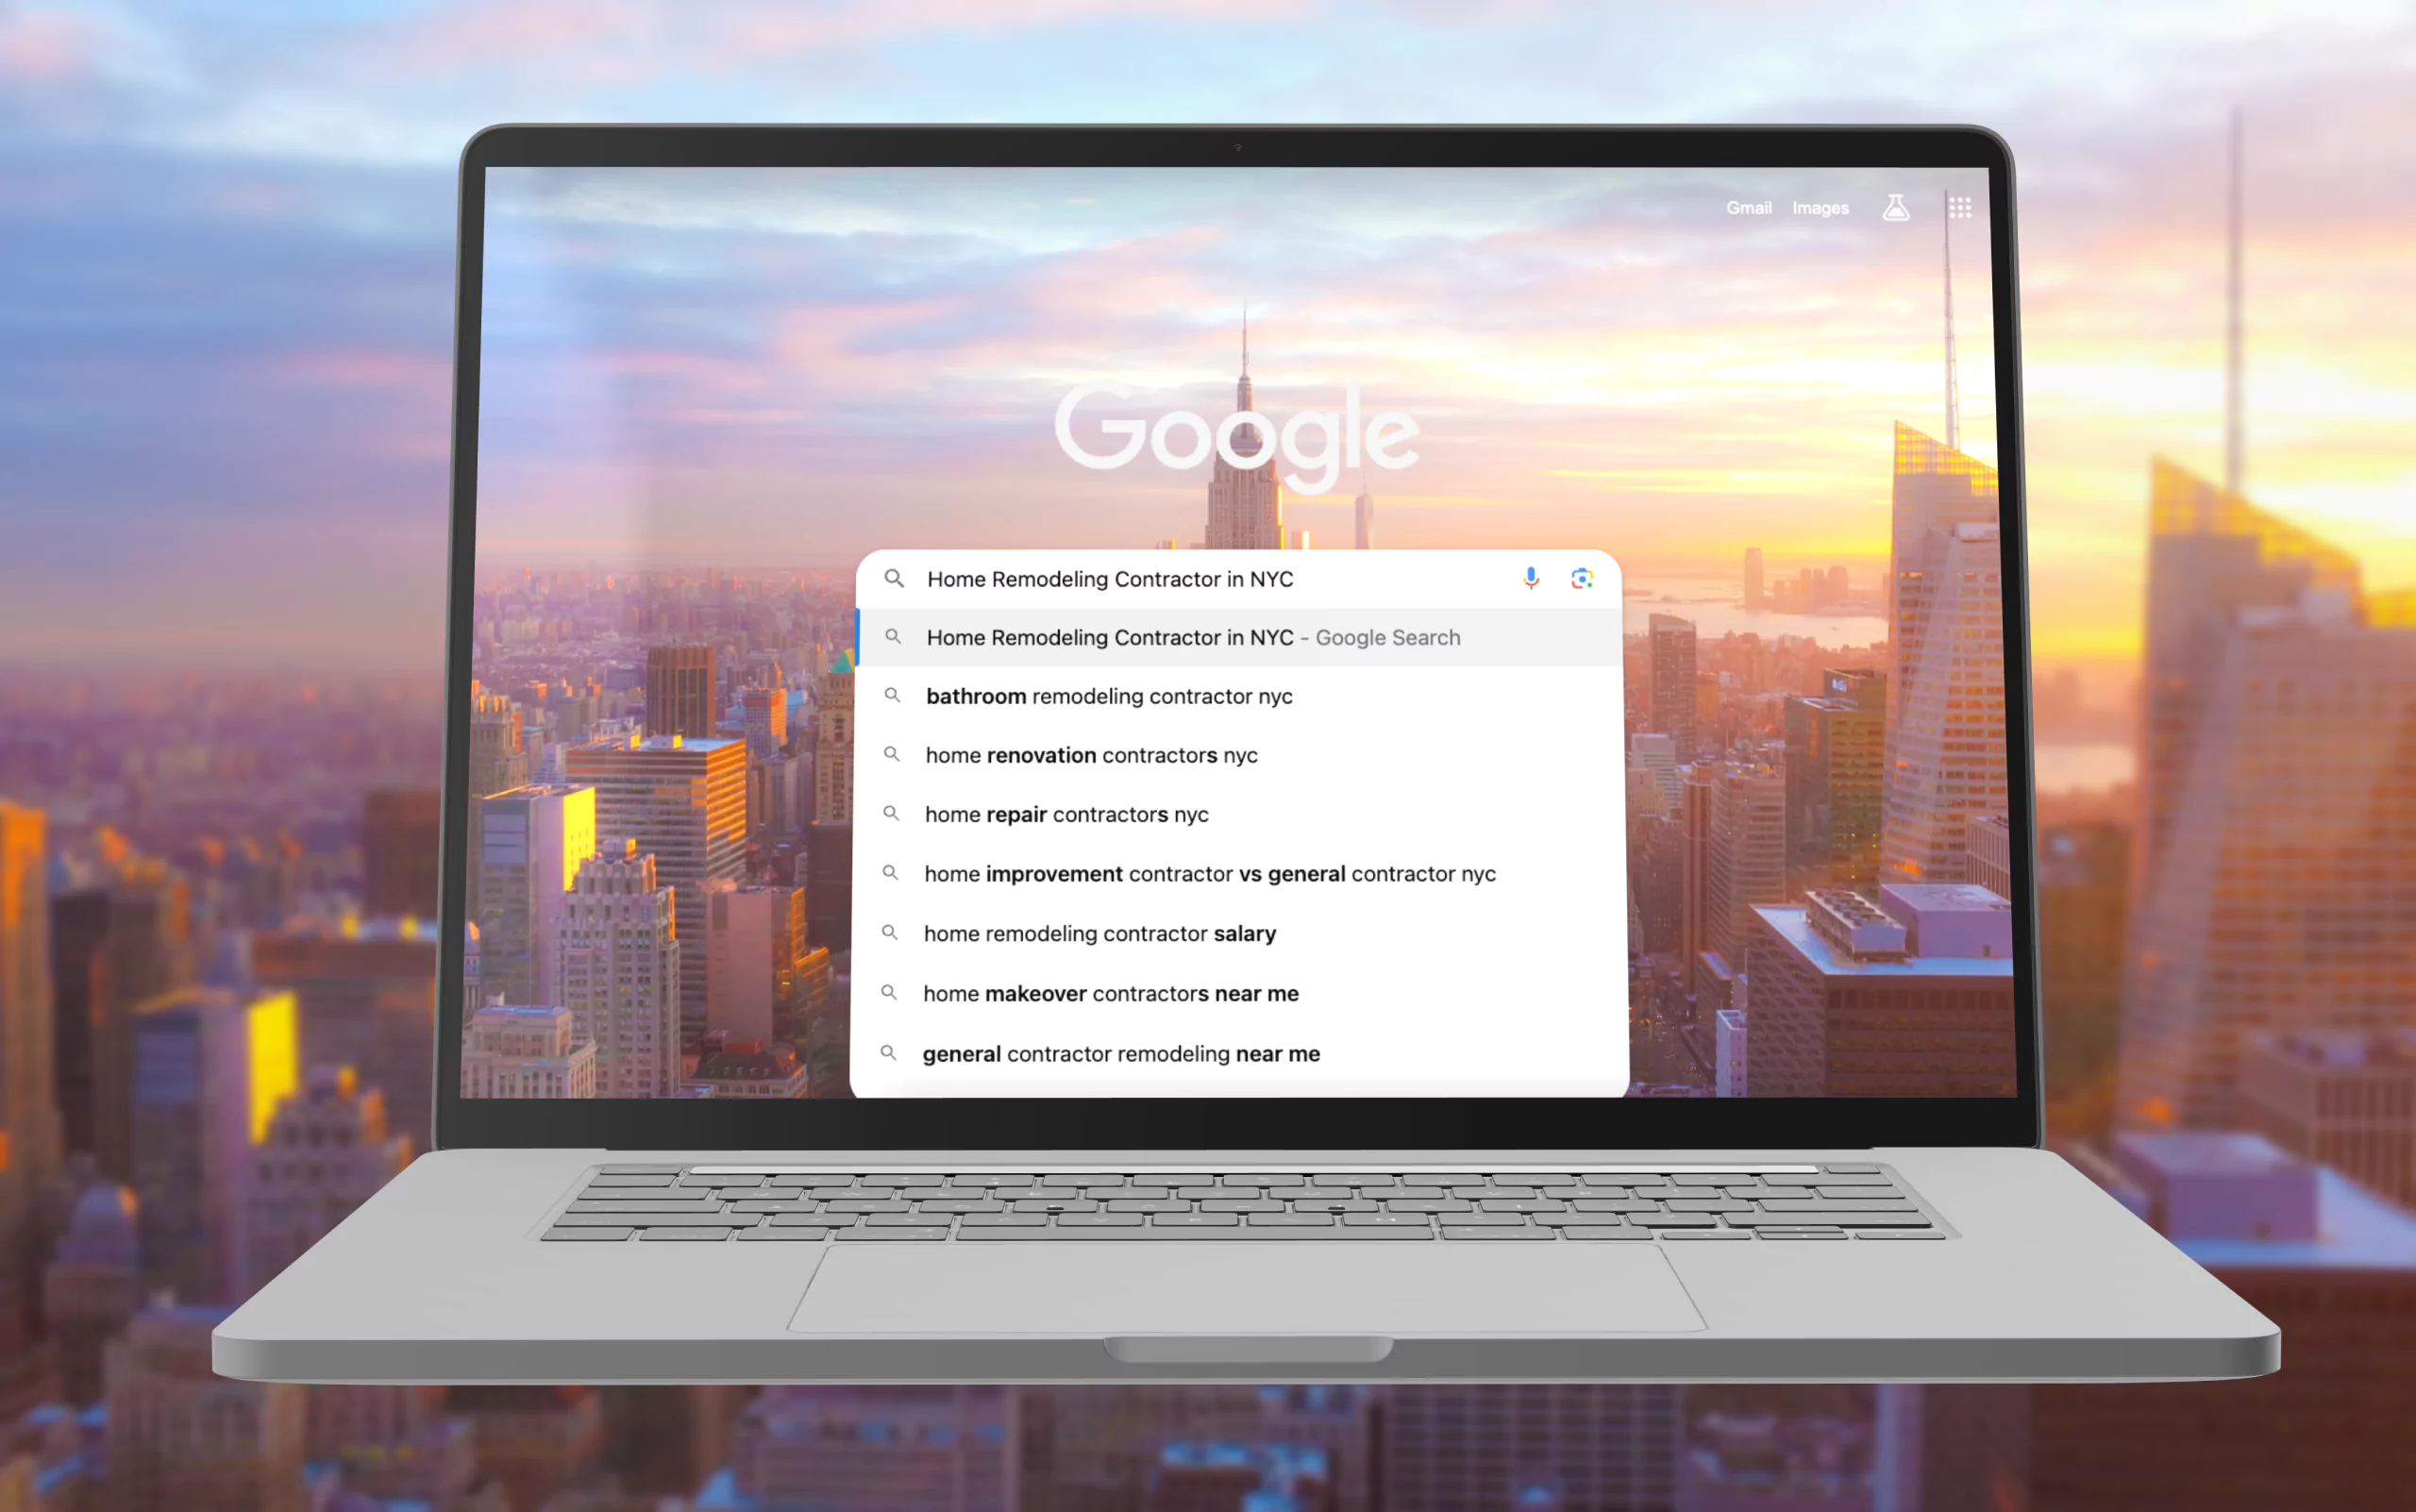 Gmail Images
Google
Home Remodeling Contractor in NYC
Home Remodeling Contractor in NYC - Google Search
bathroom remodeling contractor nyc
home renovation contractors nyc
home repair contractors nyc
home improvement contractor vs general contractor nyc
home remodeling contractor salary
home makeover contractors near me
general contractor remodeling near me